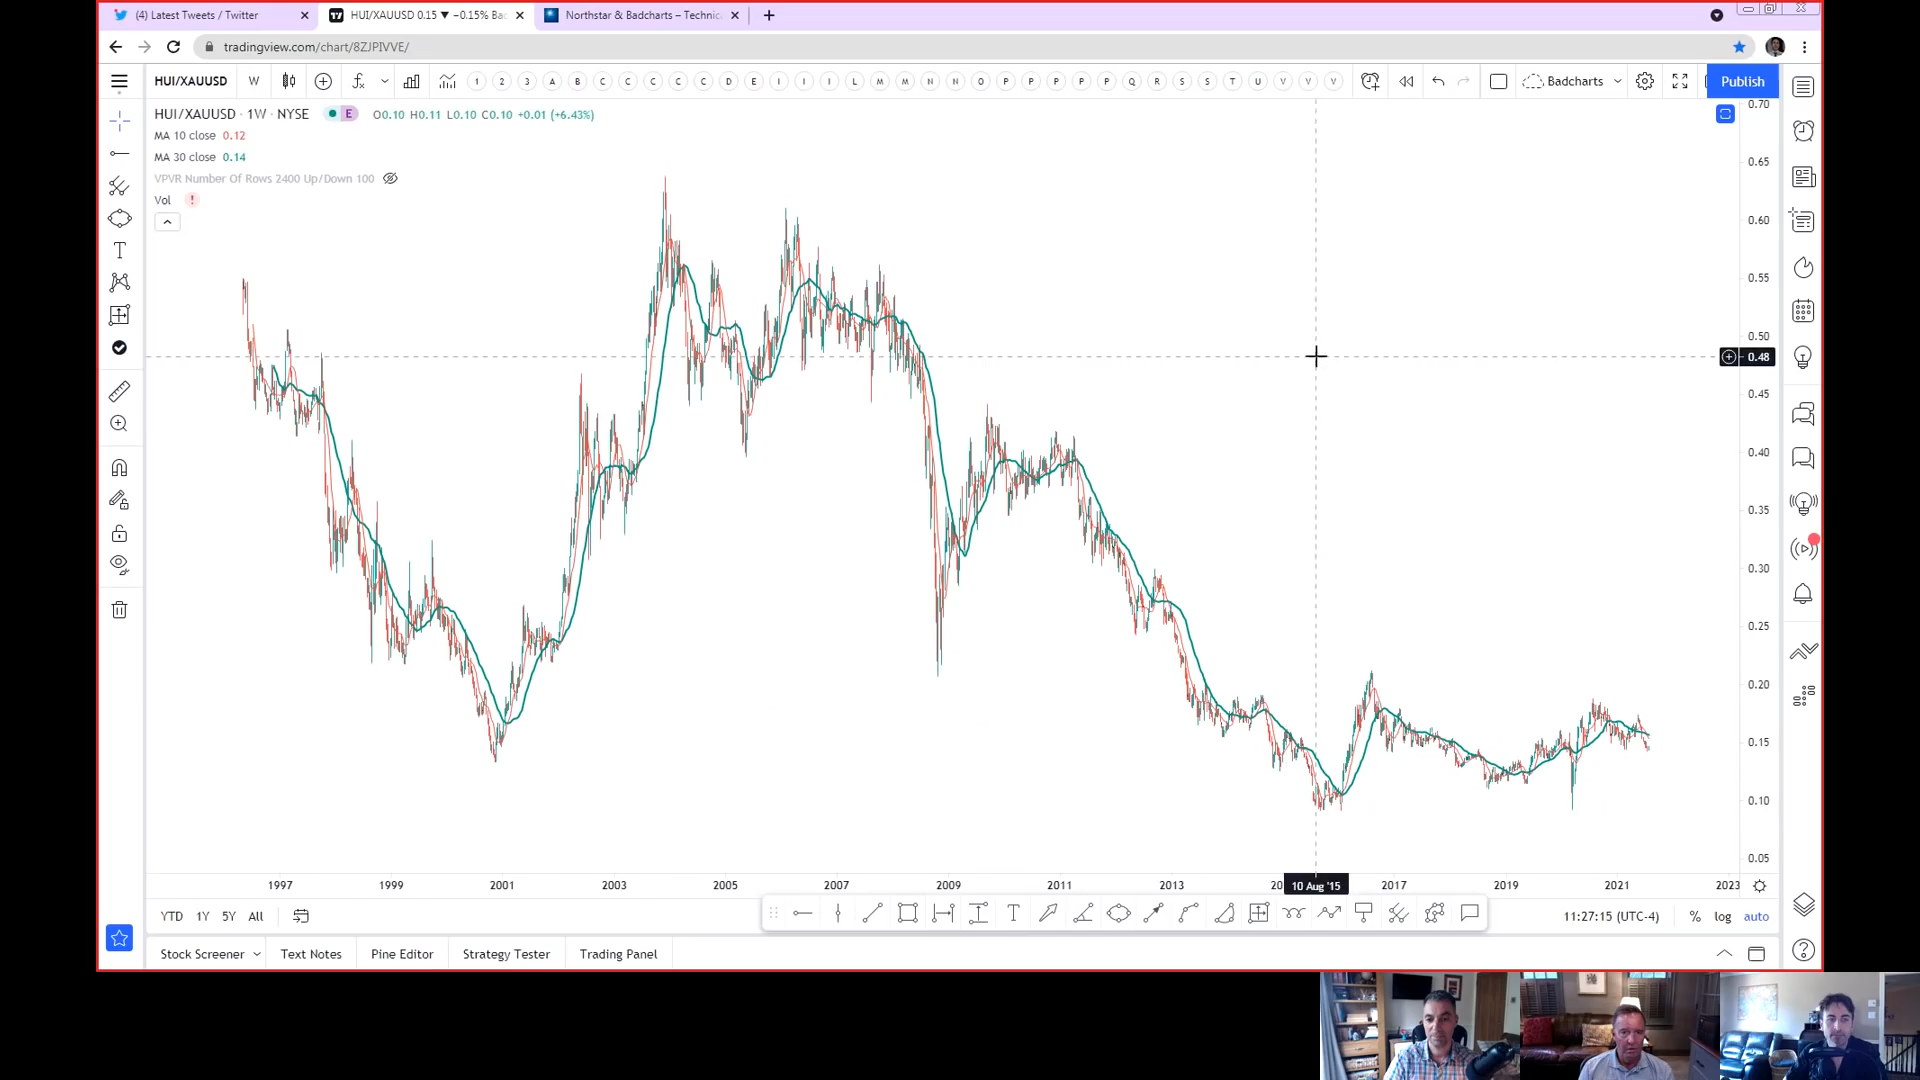 (4) Latest Tweets / Twitter
HUI/XAUUSD 0.15 ▼ −0.15% Bad
Northstar & Badcharts – Technic
tradingview.com/chart/8ZJPIVVE/
HUI/XAUUSD W 1 2 3 A B C C C C C D E I I I L M M N N O P P P P P Q R S S T U V V V Badcharts Publish
HUI/XAUUSD · 1W · NYSE E O0.10 H0.11 L0.10 C0.10 +0.01 (+6.43%)
MA 10 close 0.12
MA 30 close 0.14
VPVR Number Of Rows 2400 Up/Down 100
Vol !
0.70
0.65
0.60
0.55
0.50
0.48
0.45
0.40
0.35
0.30
0.25
0.20
0.15
0.10
0.05
1997 1999 2001 2003 2005 2007 2009 2011 2013 10 Aug '15 2017 2019 2021 2023
YTD 1Y 5Y All 11:27:15 (UTC-4) % log auto
Stock Screener Text Notes Pine Editor Strategy Tester Trading Panel